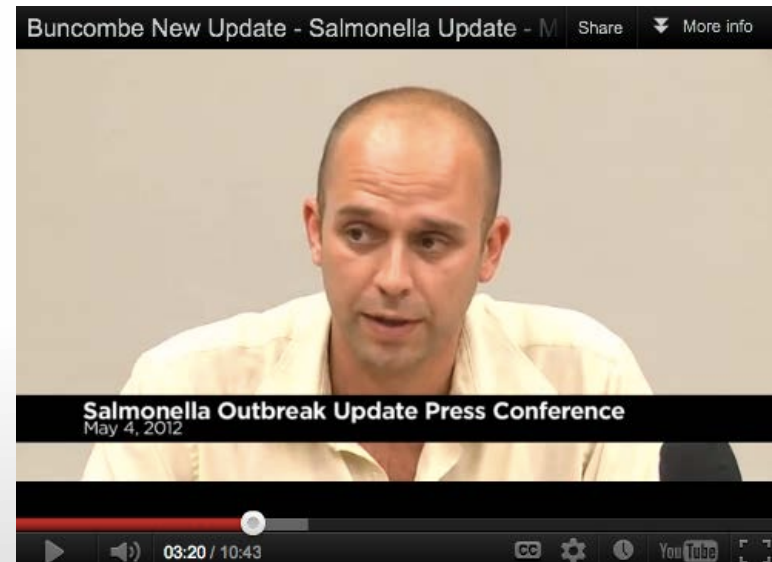 Buncombe New Update - Salmonella Update - M
Share
More info
Salmonella Outbreak Update Press Conference
May 4, 2012
03:20 / 10:43
CC
YouTube